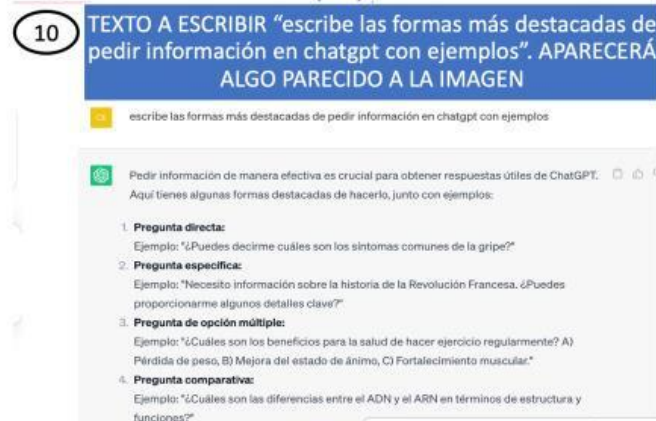 10
TEXTO A ESCRIBIR “escribe las formas más destacadas de
pedir información en chatgpt con ejemplos”. APARECERÁ
ALGO PARECIDO A LA IMAGEN
escribe las formas más destacadas de pedir información en chatgpt con ejemplos
Pedir información de manera efectiva es crucial para obtener respuestas útiles de ChatGPT.
Aquí tienes algunas formas destacadas de hacerlo, junto con ejemplos:
1. Pregunta directa:
Ejemplo: "¿Puedes decirme cuáles son los síntomas comunes de la gripe?"
2. Pregunta específica:
Ejemplo: "Necesito información sobre la historia de la Revolución Francesa. ¿Puedes
proporcionarme algunos detalles clave?"
3. Pregunta de opción múltiple:
Ejemplo: "¿Cuáles son los beneficios para la salud de hacer ejercicio regularmente? A)
Pérdida de peso, B) Mejora del estado de ánimo, C) Fortalecimiento muscular."
4. Pregunta comparativa:
Ejemplo: "¿Cuáles son las diferencias entre el ADN y el ARN en términos de estructura y
funciones?"